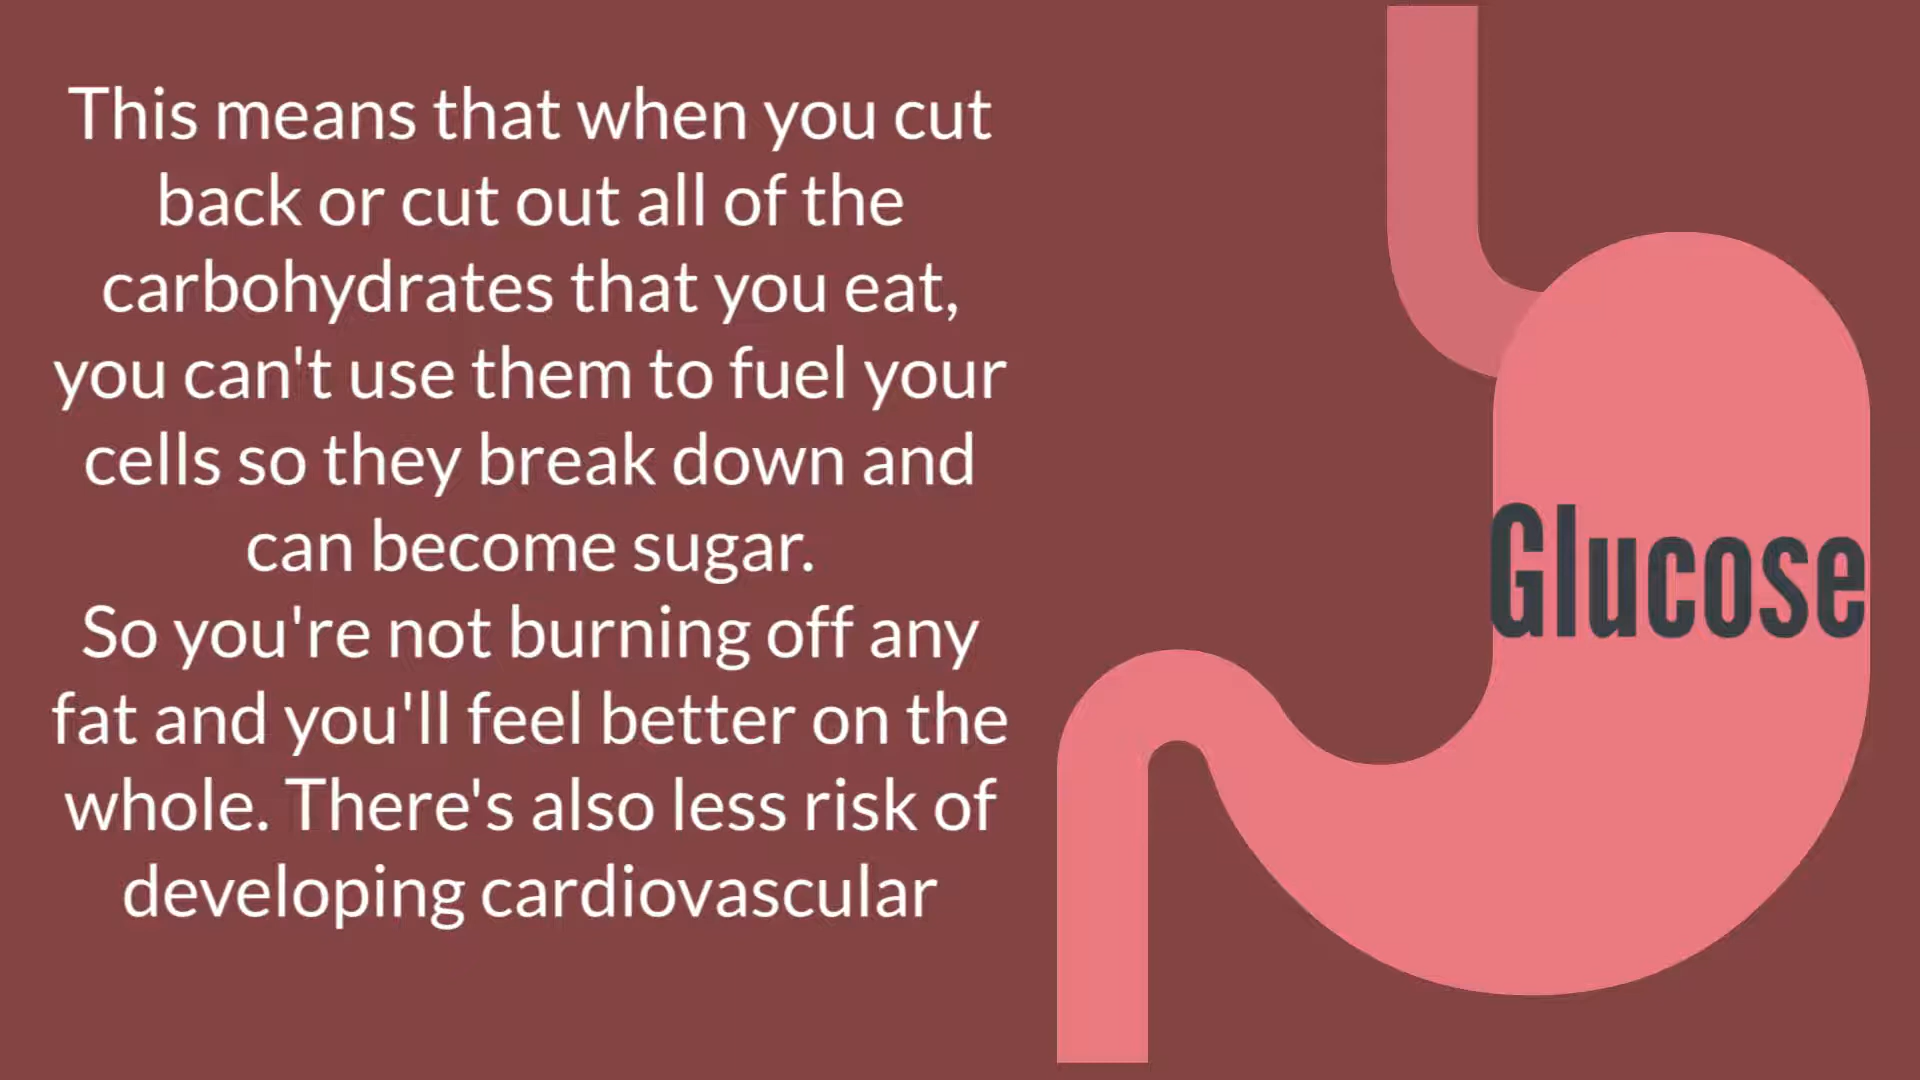 This means that when you cut
back or cut out all of the
carbohydrates that you eat,
you can't use them to fuel your
cells so they break down and
can become sugar.
So you're not burning off any
fat and you'll feel better on the
whole. There's also less risk of
developing cardiovascular
Glucose